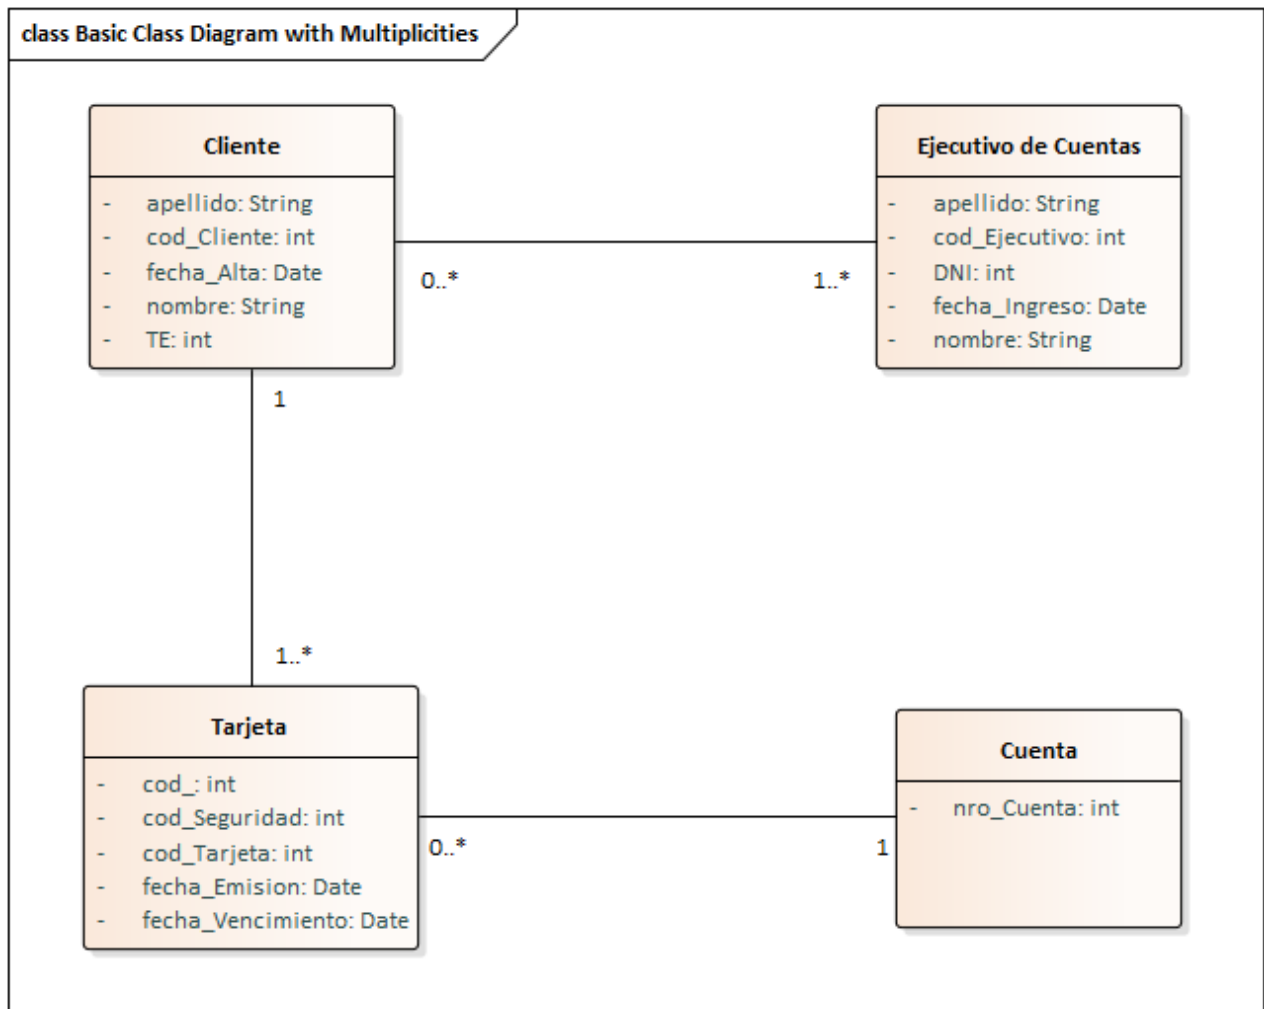 class Basic Class Diagram with Multiplicities
Cliente
- apellido: String
- cod_Cliente: int
- fecha_Alta: Date
- nombre: String
- TE: int
0..*
1..*
Ejecutivo de Cuentas
- apellido: String
- cod_Ejecutivo: int
- DNI: int
- fecha_Ingreso: Date
- nombre: String
1
1..*
Tarjeta
- cod_: int
- cod_Seguridad: int
- cod_Tarjeta: int
- fecha_Emision: Date
- fecha_Vencimiento: Date
0..*
1
Cuenta
- nro_Cuenta: int